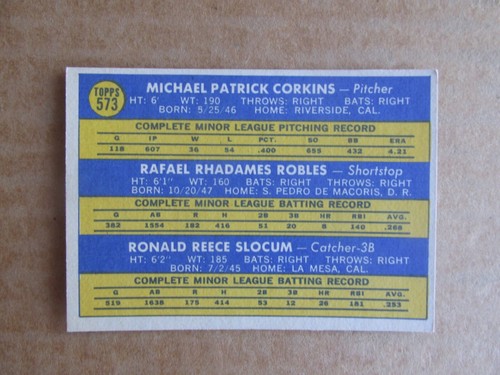 TOPPS
573
MICHAEL PATRICK CORKINS — Pitcher
HT: 6' WT: 190 THROWS: RIGHT BATS: RIGHT
BORN: 5/25/46 HOME: RIVERSIDE, CAL.
COMPLETE MINOR LEAGUE PITCHING RECORD
G IP W L PCT. SO BB ERA
118 607 36 54 .400 655 432 4.21
RAFAEL RHADAMES ROBLES — Shortstop
HT: 6'1" WT: 160 BATS: RIGHT THROWS: RIGHT
BORN: 10/20/47 HOME: S. PEDRO DE MACORIS, D. R.
COMPLETE MINOR LEAGUE BATTING RECORD
G AB R H 2B 3B HR RBI AVG.
383 1554 182 416 51 20 8 140 .268
RONALD REECE SLOCUM — Catcher-3B
HT: 6'2" WT: 185 BATS: RIGHT THROWS: RIGHT
BORN: 7/2/45 HOME: LA MESA, CAL.
COMPLETE MINOR LEAGUE BATTING RECORD
G AB R H 2B 3B HR RBI AVG.
519 1638 175 414 53 12 26 187 .253